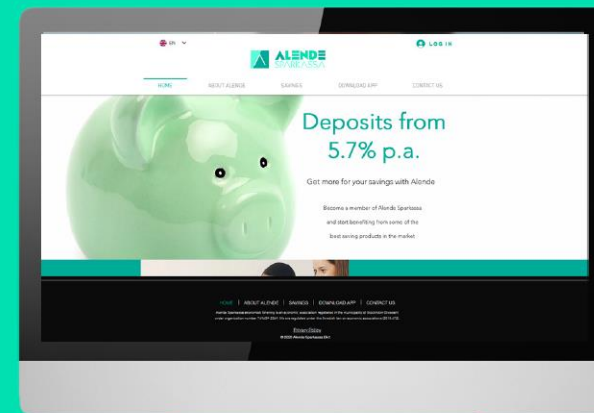 EN
LOG IN
ALENDE
SPARKASSA
HOME
ABOUT ALENDE
SAVINGS
DOWNLOAD APP
CONTACT US
Deposits from
5.7% p.a.
Get more for your savings with Alende
Become a member of Alende Sparkassa
and start benefiting from some of the
best saving products in the market
HOME | ABOUT ALENDE | SAVINGS | DOWNLOAD APP | CONTACT US
Privacy Policy